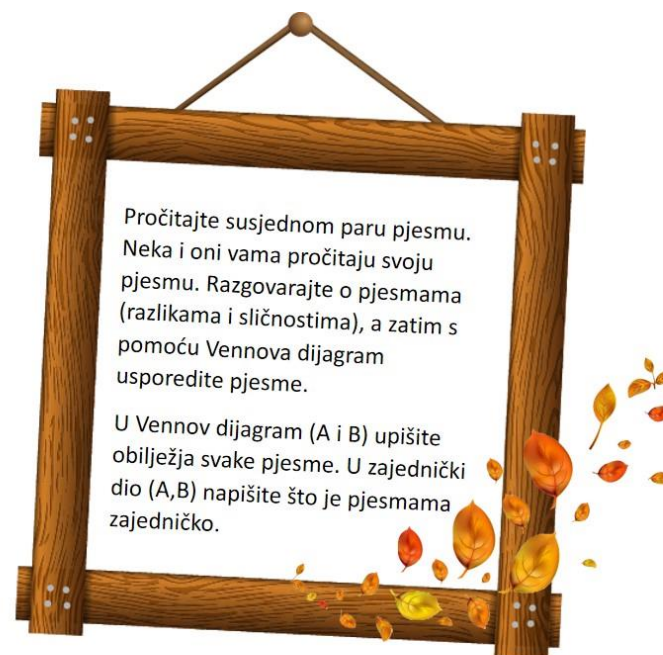 Pročitajte susjednom paru pjesmu.
Neka i oni vama pročitaju svoju
pjesmu. Razgovarajte o pjesmama
(razlikama i sličnostima), a zatim s
pomoću Vennova dijagram
usporedite pjesme.
U Vennov dijagram (A i B) upišite
obilježja svake pjesme. U zajednički
dio (A,B) napišite što je pjesmama
zajedničko.